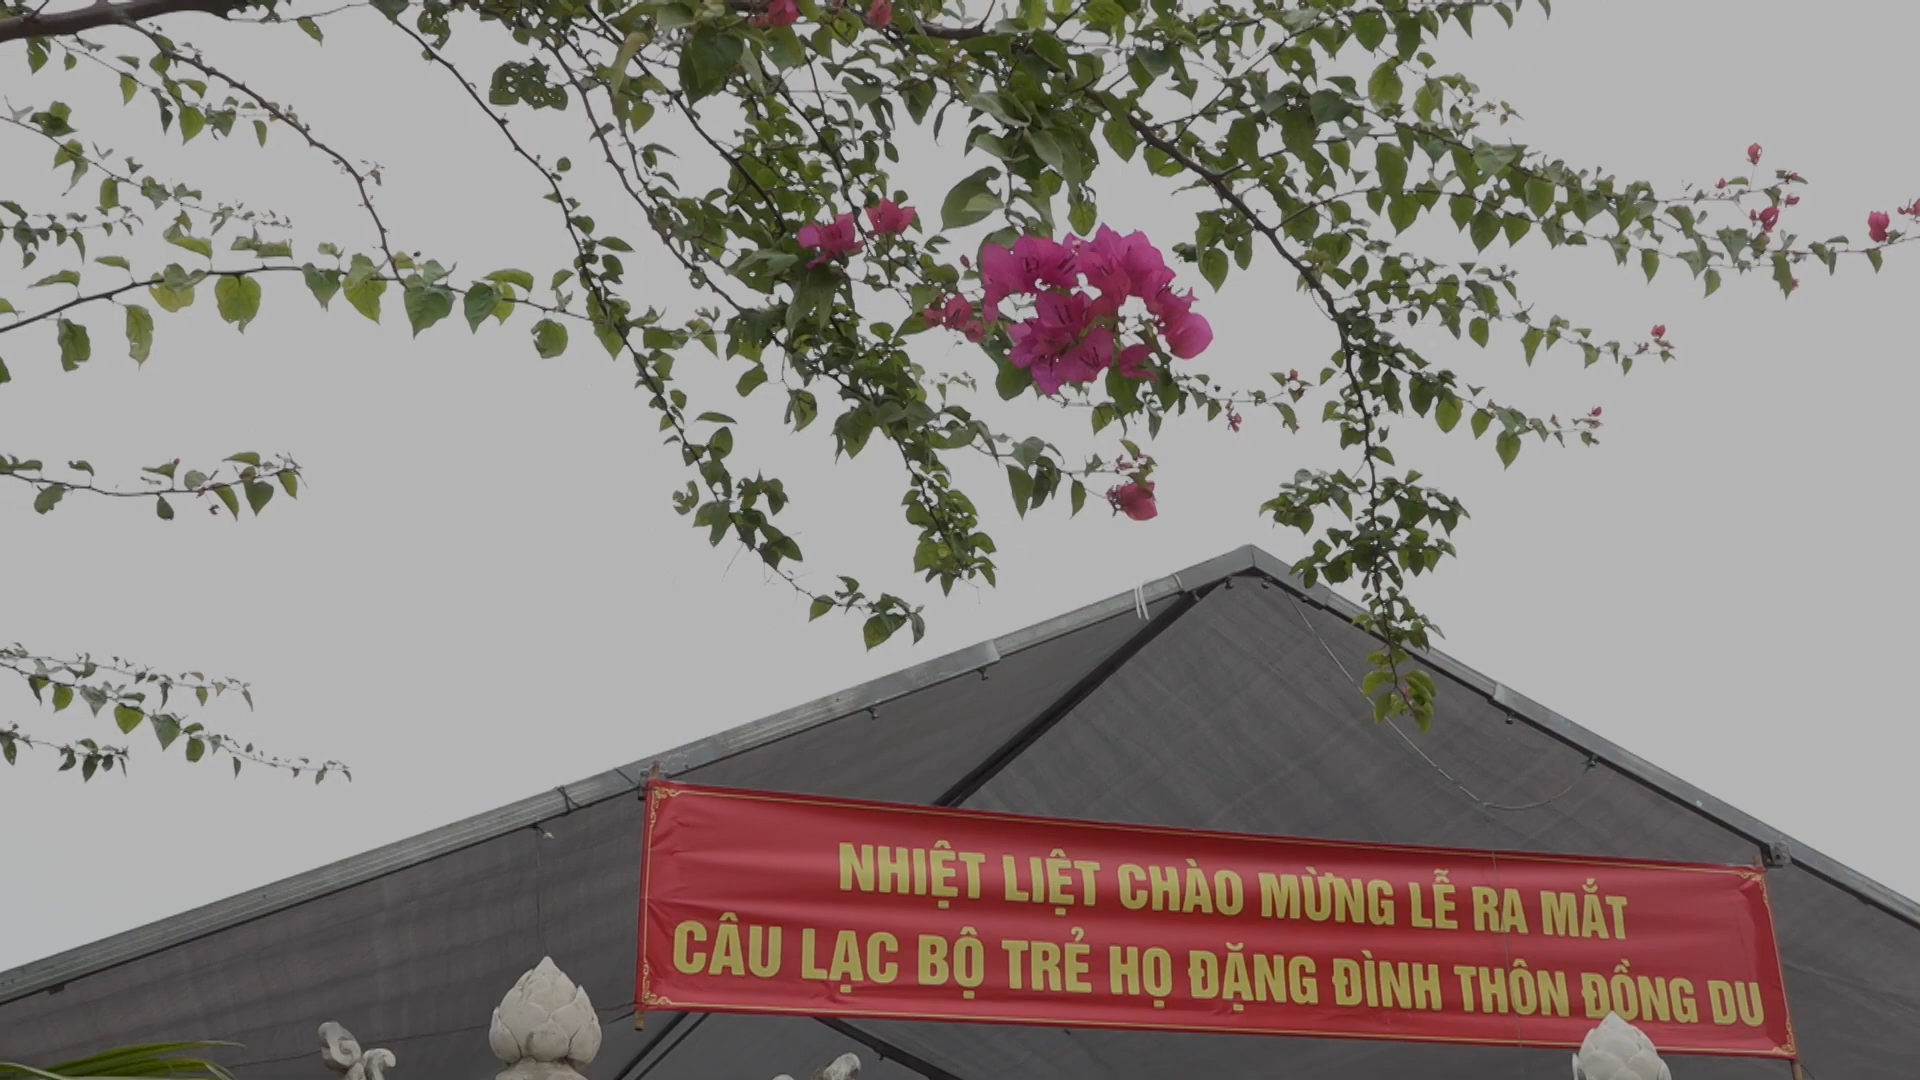 NHIỆT LIỆT CHÀO MỪNG LỄ RA MẮT
CÂU LẠC BỘ TRẺ HỌ ĐẶNG ĐÌNH THÔN ĐỒNG DU